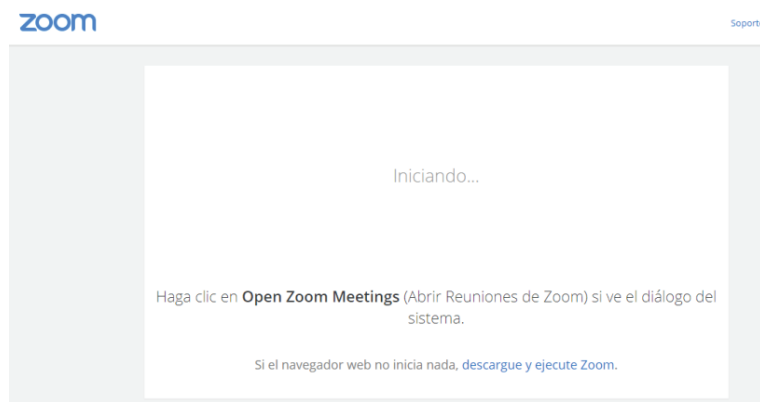 zoom
Iniciando...
Haga clic en Open Zoom Meetings (Abrir Reuniones de Zoom) si ve el diálogo del
sistema.
Si el navegador web no inicia nada, descargue y ejecute Zoom.